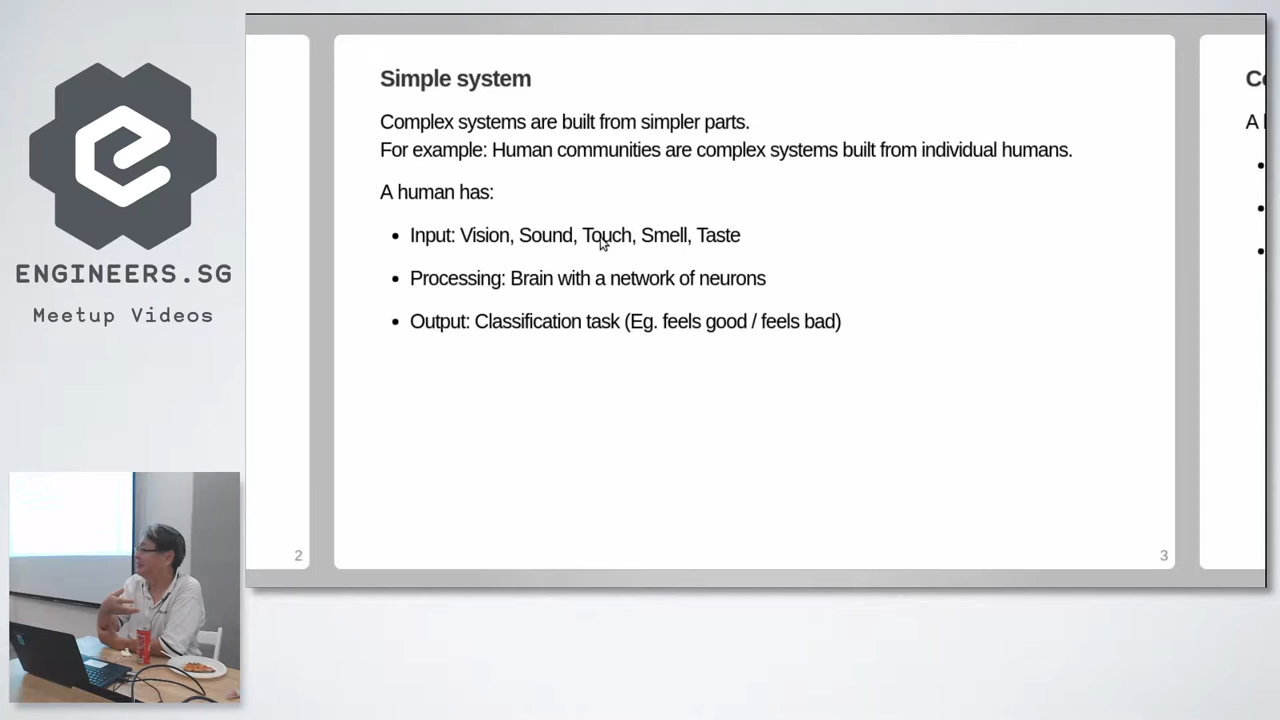 ENGINEERS.SG
Meetup Videos
2
Simple system
Complex systems are built from simpler parts.
For example: Human communities are complex systems built from individual humans.
A human has:
• Input: Vision, Sound, Touch, Smell, Taste
• Processing: Brain with a network of neurons
• Output: Classification task (Eg. feels good / feels bad)
3
A